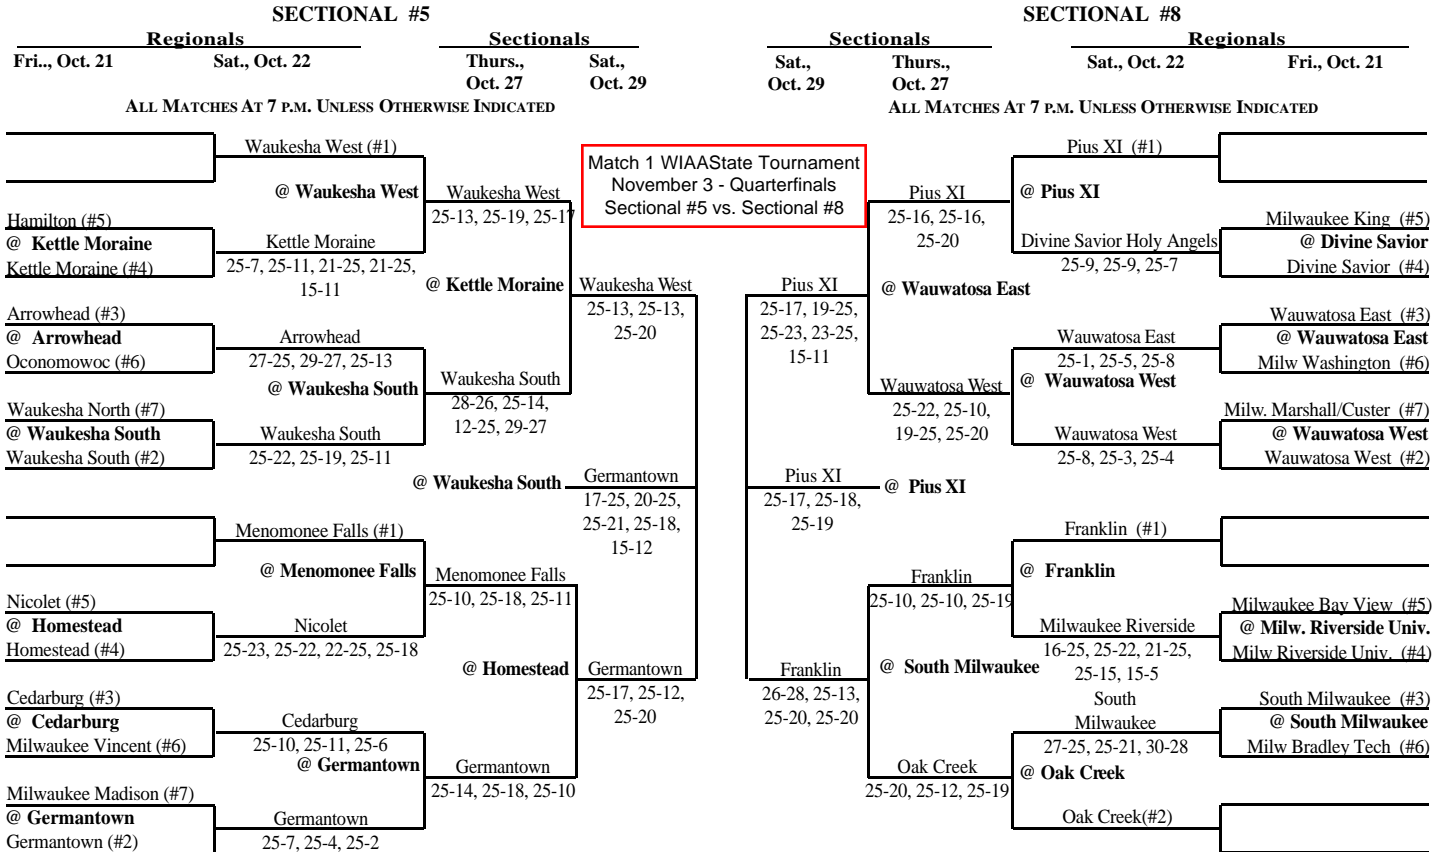 SECTIONAL #5
Regionals
Sectionals
Fri.., Oct. 21
Sat., Oct. 22
Thurs.,
Oct. 27
Sat.,
Oct. 29
ALL MATCHES AT 7 P.M. UNLESS OTHERWISE INDICATED
Waukesha West (#1)
@ Waukesha West
Hamilton (#5)
@ Kettle Moraine
Kettle Moraine (#4)
Kettle Moraine
25-7, 25-11, 21-25, 21-25,
15-11
Waukesha West
25-13, 25-19, 25-17
@ Kettle Moraine
Arrowhead (#3)
@ Arrowhead
Oconomowoc (#6)
Arrowhead
27-25, 29-27, 25-13
@ Waukesha South
Waukesha North (#7)
@ Waukesha South
Waukesha South (#2)
Waukesha South
25-22, 25-19, 25-11
Waukesha South
28-26, 25-14,
12-25, 29-27
Waukesha West
25-13, 25-13,
25-20
@ Waukesha South
Germantown
17-25, 20-25,
25-21, 25-18,
15-12
Menomonee Falls (#1)
@ Menomonee Falls
Nicolet (#5)
@ Homestead
Homestead (#4)
Nicolet
25-23, 25-22, 22-25, 25-18
Menomonee Falls
25-10, 25-18, 25-11
@ Homestead
Cedarburg (#3)
@ Cedarburg
Milwaukee Vincent (#6)
Cedarburg
25-10, 25-11, 25-6
@ Germantown
Milwaukee Madison (#7)
@ Germantown
Germantown (#2)
Germantown
25-7, 25-4, 25-2
Germantown
25-14, 25-18, 25-10
Germantown
25-17, 25-12,
25-20
Match 1 WIAAState Tournament
November 3 - Quarterfinals
Sectional #5 vs. Sectional #8
SECTIONAL #8
Sectionals
Regionals
Sat.,
Oct. 29
Thurs.,
Oct. 27
Sat., Oct. 22
Fri., Oct. 21
ALL MATCHES AT 7 P.M. UNLESS OTHERWISE INDICATED
Pius XI (#1)
@ Pius XI
Pius XI
25-16, 25-16,
25-20
Milwaukee King (#5)
@ Divine Savior
Divine Savior (#4)
Divine Savior Holy Angels
25-9, 25-9, 25-7
@ Wauwatosa East
Pius XI
25-17, 19-25,
25-23, 23-25,
15-11
Wauwatosa East (#3)
@ Wauwatosa East
Milw Washington (#6)
Wauwatosa East
25-1, 25-5, 25-8
@ Wauwatosa West
Wauwatosa West
25-22, 25-10,
19-25, 25-20
Milw. Marshall/Custer (#7)
@ Wauwatosa West
Wauwatosa West (#2)
Wauwatosa West
25-8, 25-3, 25-4
Pius XI
25-17, 25-18,
25-19
@ Pius XI
Franklin (#1)
@ Franklin
Franklin
25-10, 25-10, 25-19
Milwaukee Bay View (#5)
@ Milw. Riverside Univ.
Milw Riverside Univ. (#4)
Milwaukee Riverside
16-25, 25-22, 21-25,
25-15, 15-5
@ South Milwaukee
Franklin
26-28, 25-13,
25-20, 25-20
South Milwaukee (#3)
@ South Milwaukee
Milw Bradley Tech (#6)
South
Milwaukee
27-25, 25-21, 30-28
@ Oak Creek
Oak Creek
25-20, 25-12, 25-19
Oak Creek(#2)